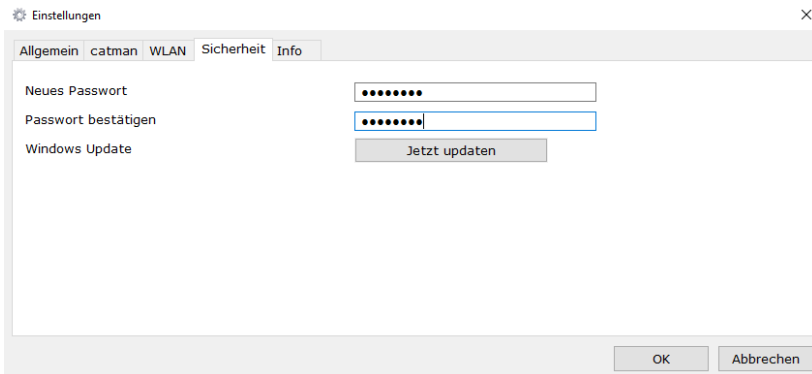 Einstellungen
Allgemein catman WLAN Sicherheit Info
Neues Passwort ••••••••
Passwort bestätigen ••••••••
Windows Update Jetzt updaten
OK Abbrechen